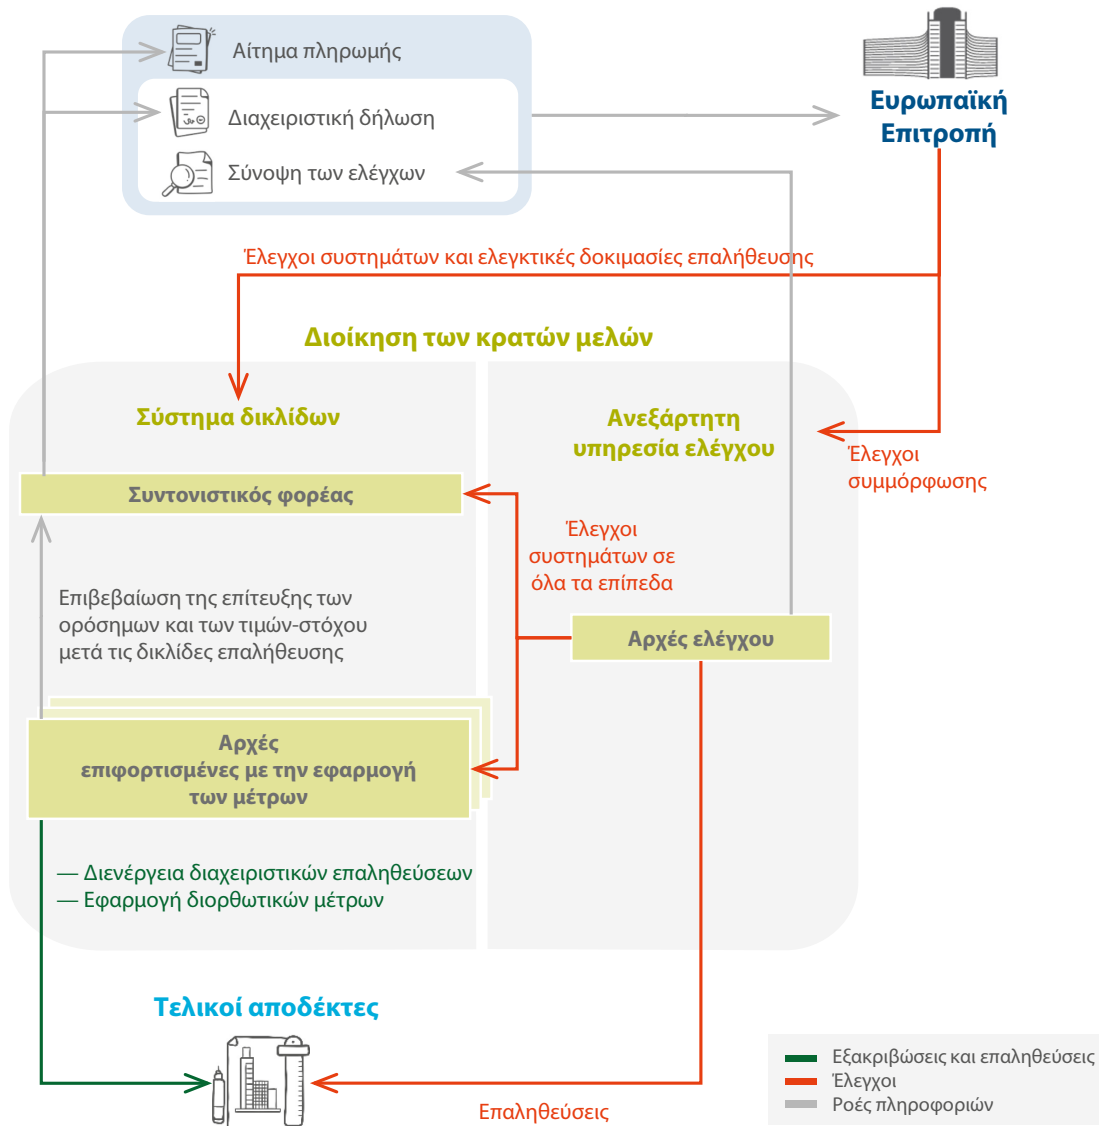 Αίτημα πληρωμής
Διαχειριστική δήλωση
Σύνοψη των ελέγχων
Ευρωπαϊκή
Επιτροπή
Έλεγχοι συστημάτων και ελεγκτικές δοκιμασίες επαλήθευσης
Διοίκηση των κρατών μελών
Σύστημα δικλίδων
Ανεξάρτητη
υπηρεσία ελέγχου
Έλεγχοι
συμμόρφωσης
Συντονιστικός φορέας
Έλεγχοι
συστημάτων σε
όλα τα επίπεδα
Επιβεβαίωση της επίτευξης των
ορόσημων και των τιμών-στόχου
μετά τις δικλίδες επαλήθευσης
Αρχές ελέγχου
Αρχές
επιφορτισμένες με την εφαρμογή
των μέτρων
— Διενέργεια διαχειριστικών επαληθεύσεων
— Εφαρμογή διορθωτικών μέτρων
Τελικοί αποδέκτες
Επαληθεύσεις
Εξακριβώσεις και επαληθεύσεις
Έλεγχοι
Ροές πληροφοριών